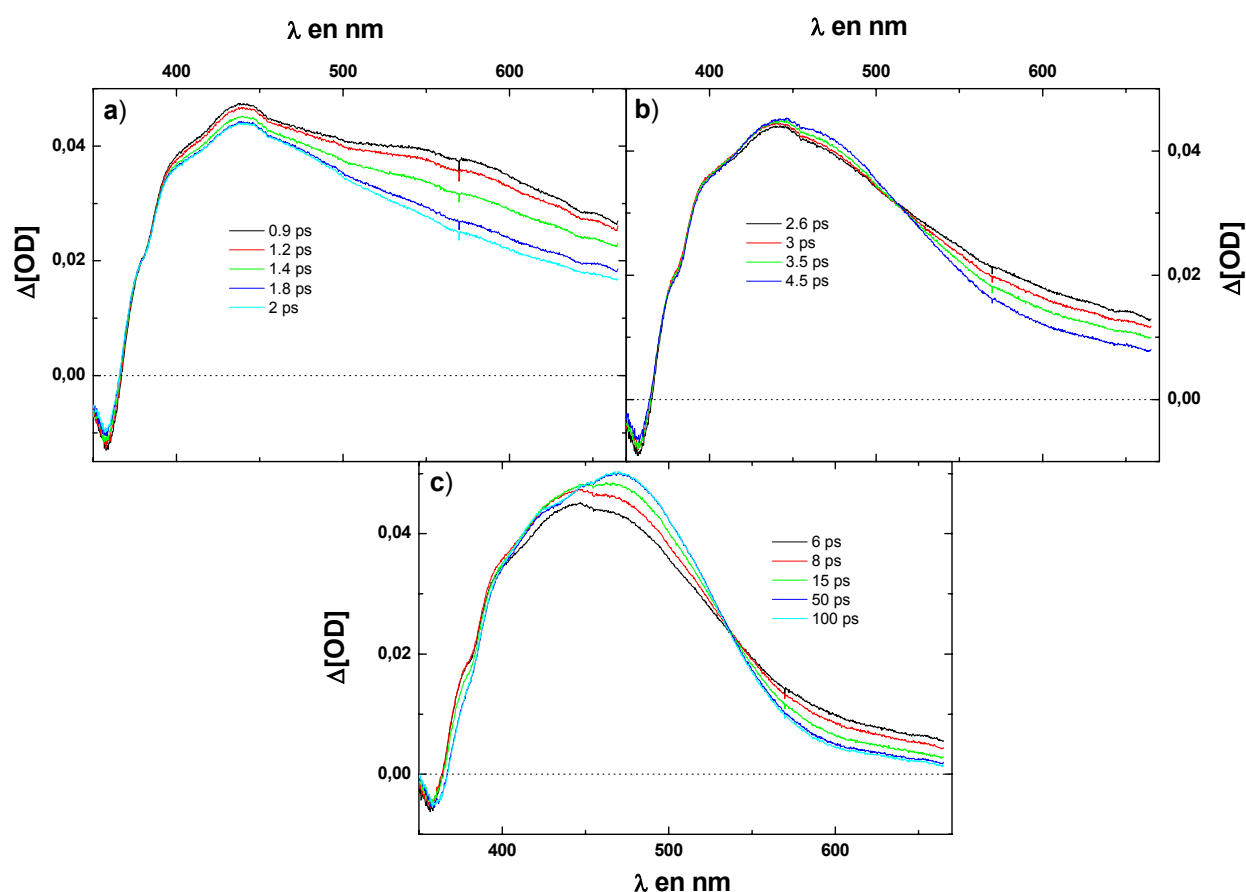 λ en nm
400 500 600
a)
0,04
0,02
0,00
Δ[OD]
0.9 ps
1.2 ps
1.4 ps
1.8 ps
2 ps
λ en nm
400 500 600
b)
0,04
0,02
0,00
Δ[OD]
2.6 ps
3 ps
3.5 ps
4.5 ps
c)
0,04
0,02
0,00
Δ[OD]
6 ps
8 ps
15 ps
50 ps
100 ps
400 500 600
λ en nm